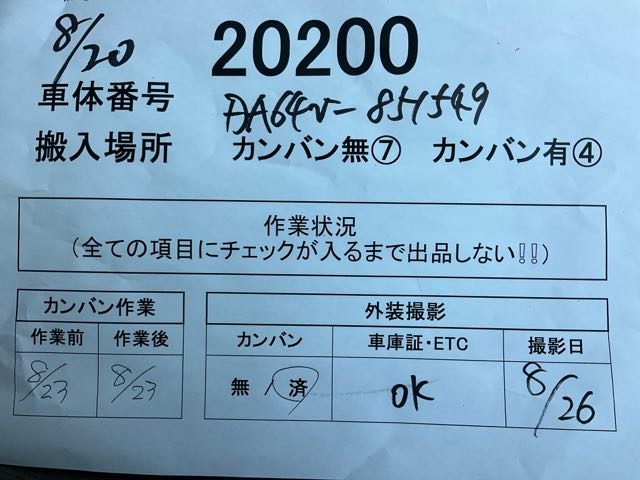 8/20
20200
車体番号 DA64V-851549
搬入場所 カンバン無⑦ カンバン有④
作業状況
(全ての項目にチェックが入るまで出品しない!!)
カンバン作業
作業前 作業後
8/23 8/23
外装撮影
カンバン 車庫証・ETC 撮影日
無 / 済 OK 8/26